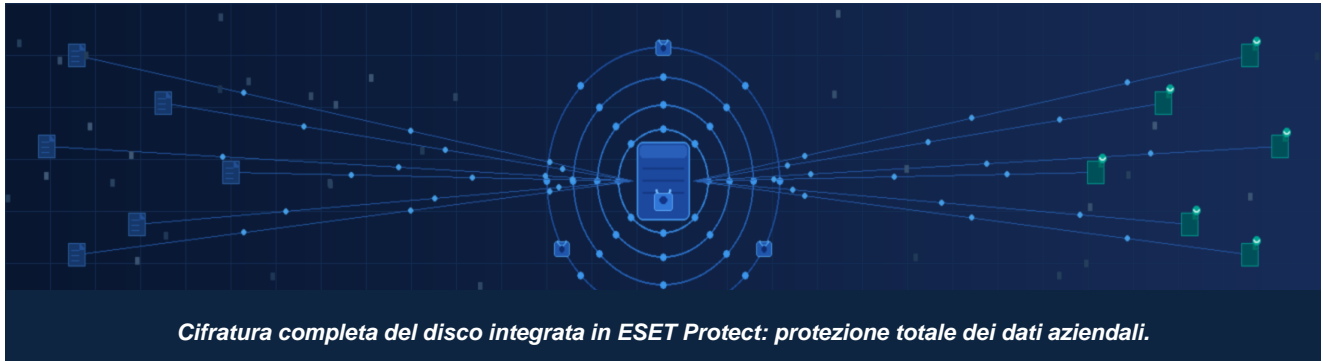 Cifratura completa del disco integrata in ESET Protect: protezione totale dei dati aziendali.